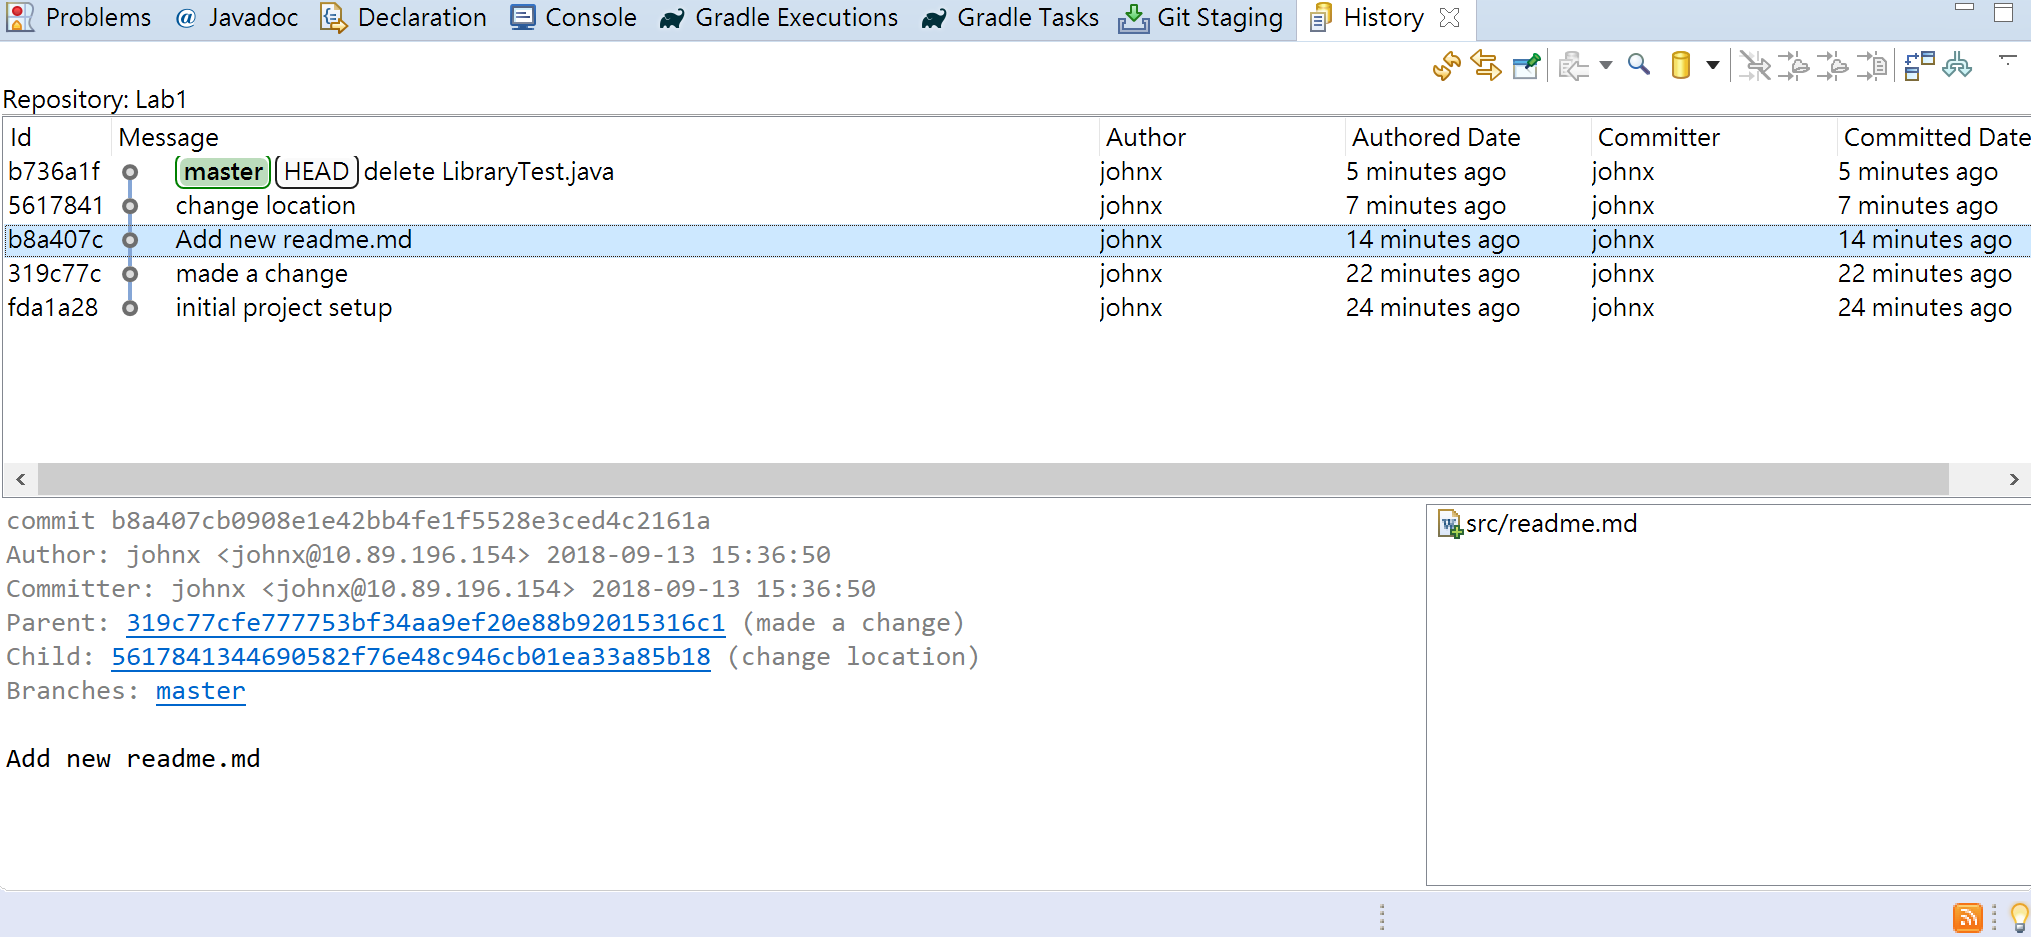 Problems @ Javadoc Declaration Console Gradle Executions Gradle Tasks Git Staging History
Repository: Lab1
Id Message Author Authored Date Committer Committed Date
b736a1f master HEAD delete LibraryTest.java johnx 5 minutes ago johnx 5 minutes ago
5617841 change location johnx 7 minutes ago johnx 7 minutes ago
b8a407c Add new readme.md johnx 14 minutes ago johnx 14 minutes ago
319c77c made a change johnx 22 minutes ago johnx 22 minutes ago
fda1a28 initial project setup johnx 24 minutes ago johnx 24 minutes ago
commit b8a407cb0908e1e42bb4fe1f5528e3ced4c2161a
Author: johnx <johnx@10.89.196.154> 2018-09-13 15:36:50
Committer: johnx <johnx@10.89.196.154> 2018-09-13 15:36:50
Parent: 319c77cfe777753bf34aa9ef20e88b92015316c1 (made a change)
Child: 5617841344690582f76e48c946cb01ea33a85b18 (change location)
Branches: master
Add new readme.md
src/readme.md